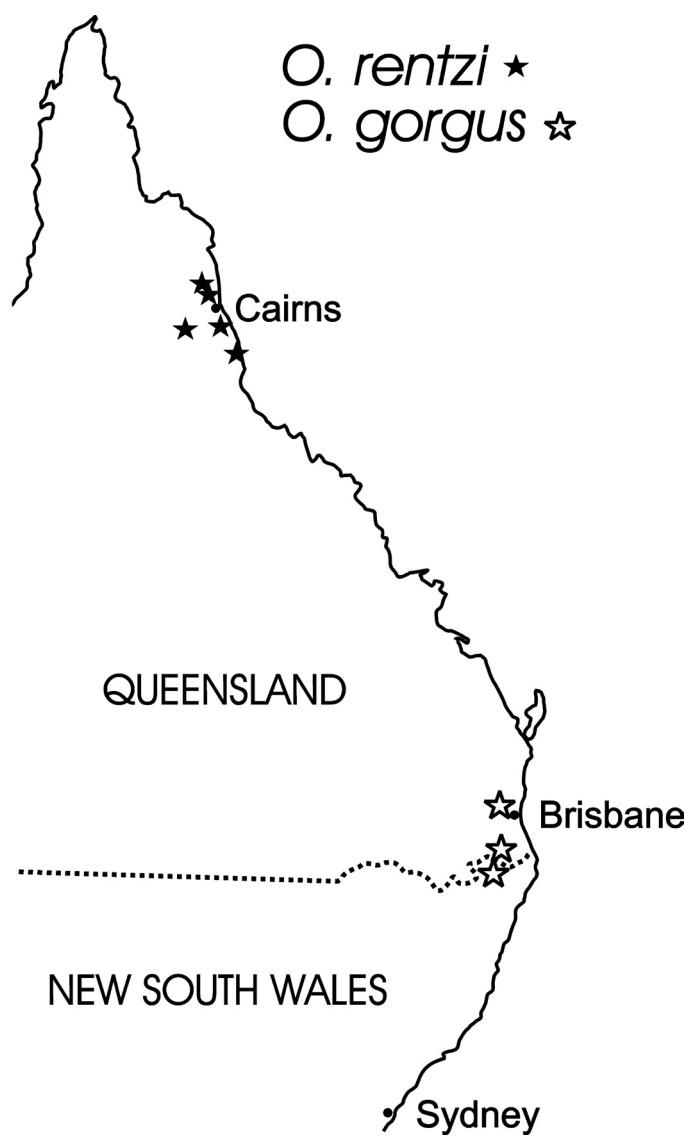 O. rentzi ★
O. gorgus ☆
Cairns
QUEENSLAND
Brisbane
NEW SOUTH WALES
Sydney